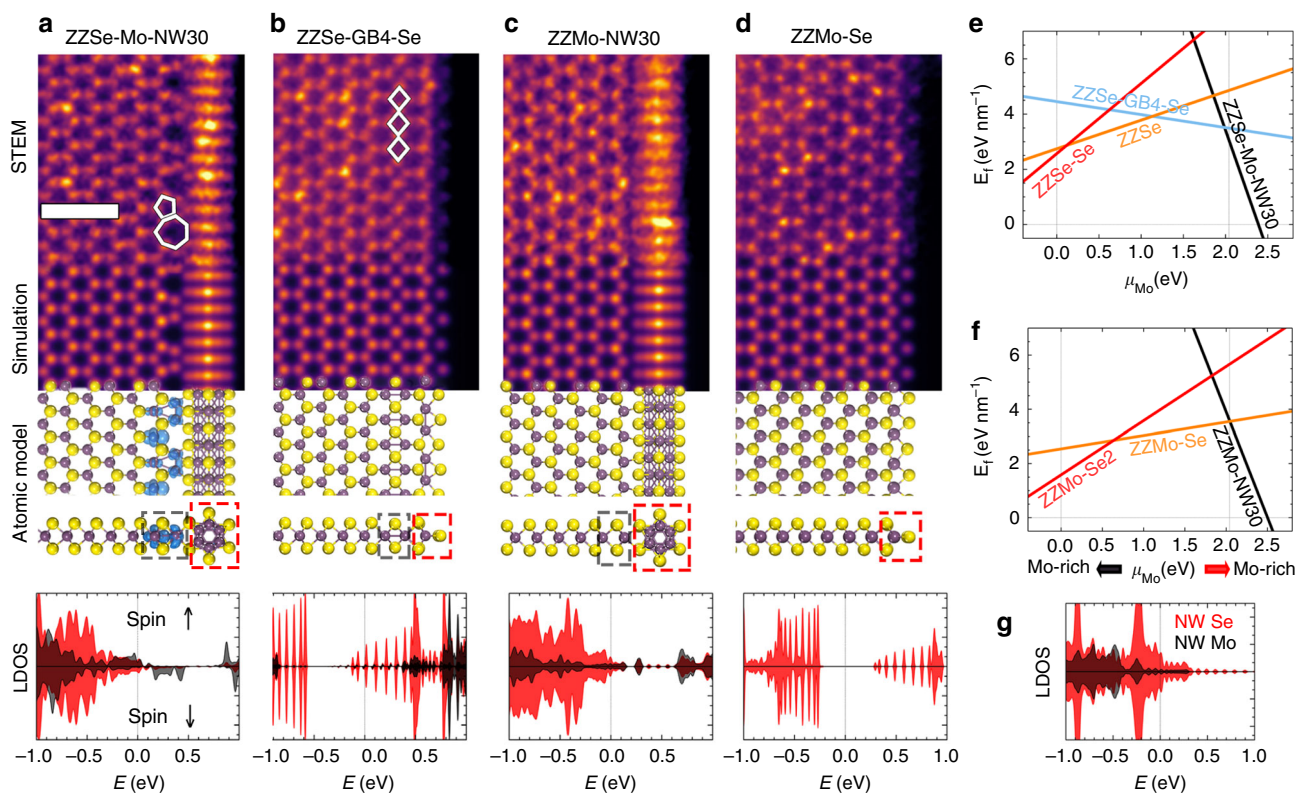 a ZZSe-Mo-NW30
b ZZSe-GB4-Se
c ZZMo-NW30
d ZZMo-Se
STEM
Simulation
Atomic model
LDOS
Spin ↑
Spin ↓
−1.0 −0.5 0.0 0.5
E (eV)
−1.0 −0.5 0.0 0.5
E (eV)
−1.0 −0.5 0.0 0.5
E (eV)
−1.0 −0.5 0.0 0.5 1.0
E (eV)
e
E_f (eV nm⁻¹)
6
4
2
0
ZZSe-GB4-Se
ZZSe
ZZSe-Se
ZZSe-Mo-NW30
0.0 0.5 1.0 1.5 2.0 2.5
μ_Mo(eV)
f
E_f (eV nm⁻¹)
6
4
2
0
ZZMo-Se
ZZMo-Se2
ZZMo-NW30
0.0 0.5 1.0 1.5 2.0 2.5
Mo-rich μ_Mo(eV) Mo-rich
g
NW Se
NW Mo
LDOS
−1.0 −0.5 0.0 0.5 1.0
E (eV)